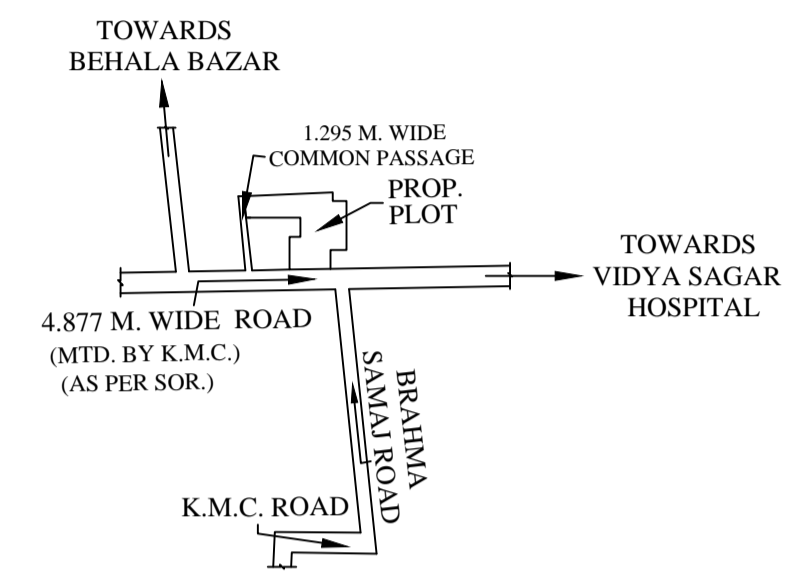 TOWARDS
BEHALA BAZAR
1.295 M. WIDE
COMMON PASSAGE
PROP.
PLOT
TOWARDS
VIDYA SAGAR
HOSPITAL
4.877 M. WIDE ROAD
(MTD. BY K.M.C.)
(AS PER SOR.)
BRAHMA
SAMAJ ROAD
K.M.C. ROAD